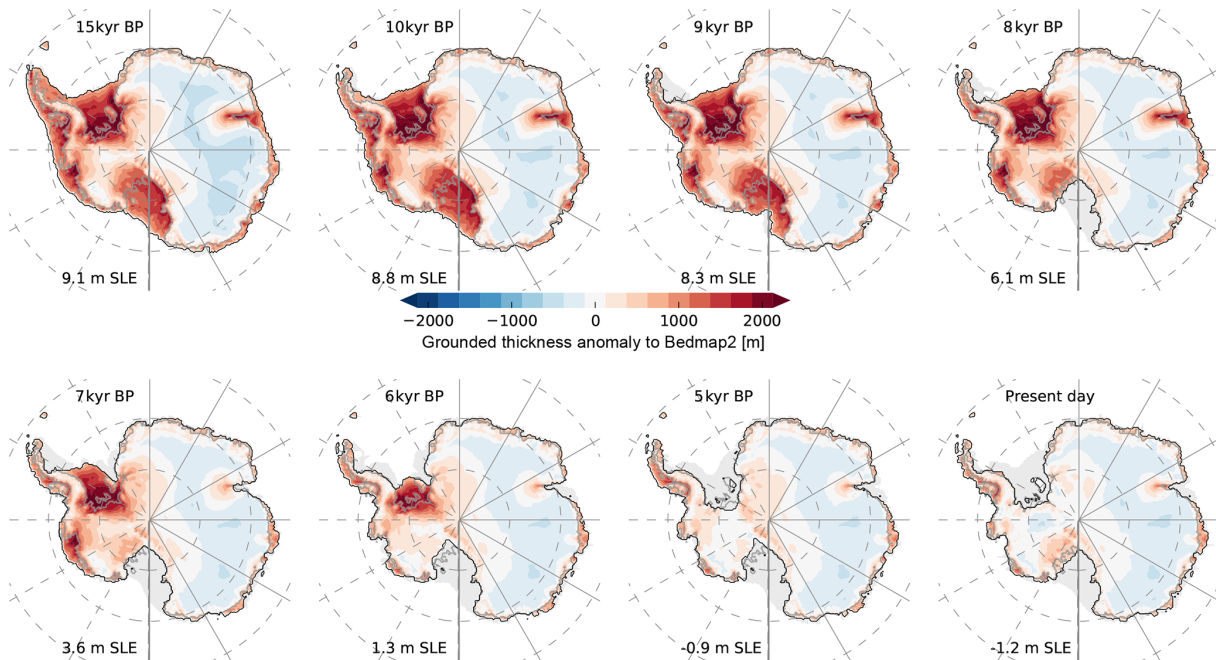 15kyr BP
10kyr BP
9kyr BP
8kyr BP
9.1 m SLE
8.8 m SLE
8.3 m SLE
6.1 m SLE
−2000 −1000 0 1000 2000
Grounded thickness anomaly to Bedmap2 [m]
7kyr BP
6kyr BP
5kyr BP
Present day
3.6 m SLE
1.3 m SLE
-0.9 m SLE
-1.2 m SLE